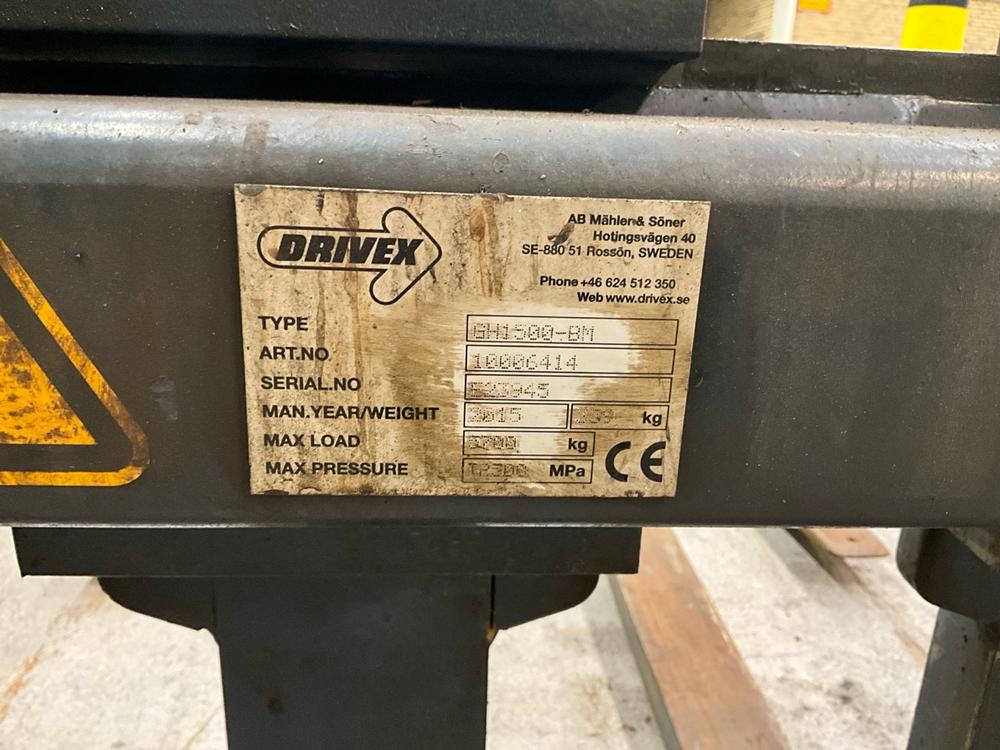 DRIVEX
AB Mähler & Söner
Hotingsvägen 40
SE-880 51 Rossön, SWEDEN
Phone +46 624 512 350
Web www.drivex.se
TYPE GH1500-BM
ART.NO 10006414
SERIAL.NO
MAN.YEAR/WEIGHT 2015 kg
MAX LOAD kg
MAX PRESSURE MPa
CE